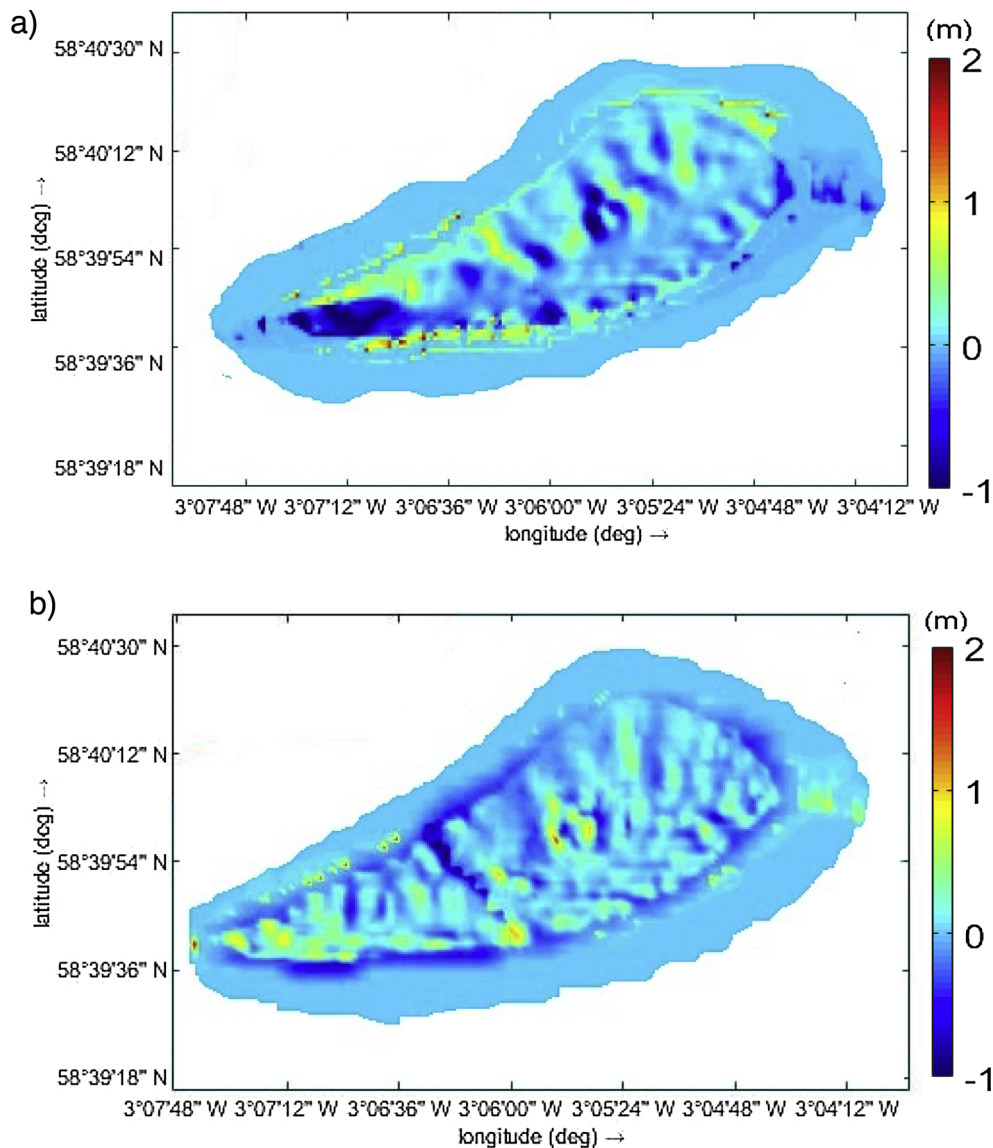 a)
(m)
58°40'30" N
2
58°40'12" N
1
latitude (deg) →
58°39'54" N
0
58°39'36" N
58°39'18" N
-1
3°07'48" W 3°07'12" W 3°06'36" W 3°06'00" W 3°05'24" W 3°04'48" W 3°04'12" W
longitude (deg) →
b)
(m)
58°40'30" N
2
58°40'12" N
1
latitude (deg) →
58°39'54" N
0
58°39'36" N
58°39'18" N
-1
3°07'48" W 3°07'12" W 3°06'36" W 3°06'00" W 3°05'24" W 3°04'48" W 3°04'12" W
longitude (deg) →